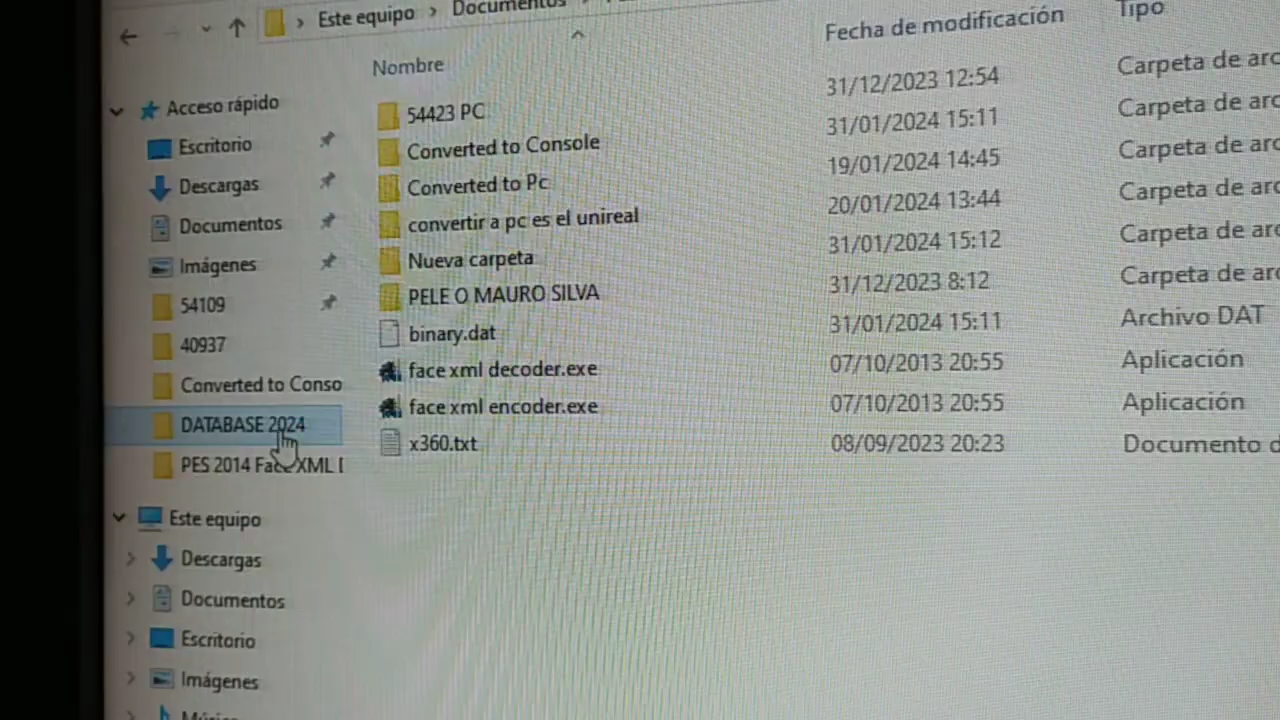 Este equipo › Documentos
Nombre
Fecha de modificación
Tipo
Acceso rápido
Escritorio
Descargas
Documentos
Imágenes
54109
40937
Converted to Conso
DATABASE 2024
PES 2014 Face XML
Este equipo
Descargas
Documentos
Escritorio
Imágenes
54423 PC
31/12/2023 12:54
Carpeta de arc
Converted to Console
31/01/2024 15:11
Carpeta de arc
Converted to Pc
19/01/2024 14:45
Carpeta de arc
convertir a pc es el unireal
20/01/2024 13:44
Carpeta de arc
Nueva carpeta
31/01/2024 15:12
Carpeta de arc
PELE O MAURO SILVA
31/12/2023 8:12
Carpeta de arc
binary.dat
31/01/2024 15:11
Archivo DAT
face xml decoder.exe
07/10/2013 20:55
Aplicación
face xml encoder.exe
07/10/2013 20:55
Aplicación
x360.txt
08/09/2023 20:23
Documento d